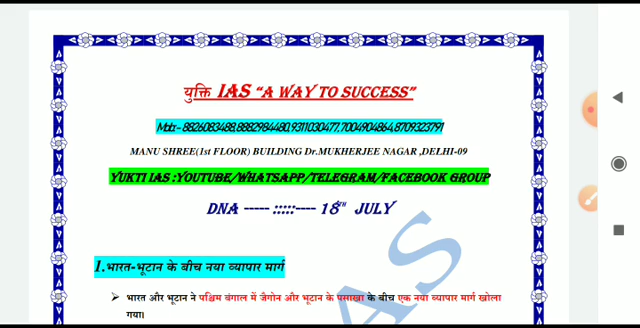 युक्ति IAS “A WAY TO SUCCESS”
Mob:- 8826083488,8882984480,9311030477,7004904864,8709323791
MANU SHREE(1st FLOOR) BUILDING Dr.MUKHERJEE NAGAR ,DELHI-09
YUKTI IAS :YOUTUBE/WHATSAPP/TELEGRAM/FACEBOOK GROUP
DNA ----- :::::---- 18TH JULY
1.भारत-भूटान के बीच नया व्यापार मार्ग
➢ भारत और भूटान ने पश्चिम बंगाल में जैगोन और भूटान के पसाखा के बीच एक नया व्यापार मार्ग खोला
गया।
IAS